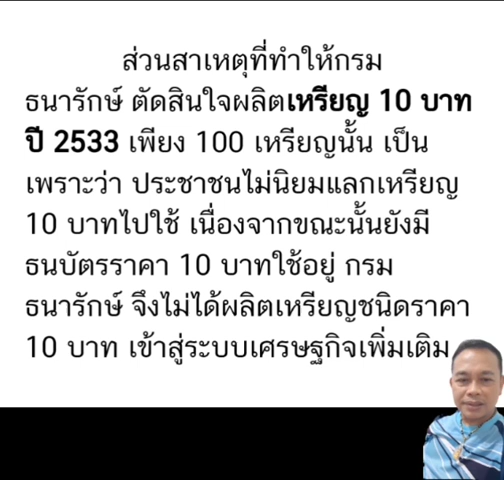 ส่วนสาเหตุที่ทำให้กรม
ธนารักษ์ ตัดสินใจผลิตเหรียญ 10 บาท
ปี 2533 เพียง 100 เหรียญนั้น เป็น
เพราะว่า ประชาชนไม่นิยมแลกเหรียญ
10 บาทไปใช้ เนื่องจากขณะนั้นยังมี
ธนบัตรราคา 10 บาทใช้อยู่ กรม
ธนารักษ์ จึงไม่ได้ผลิตเหรียญชนิดราคา
10 บาท เข้าสู่ระบบเศรษฐกิจเพิ่มเติม